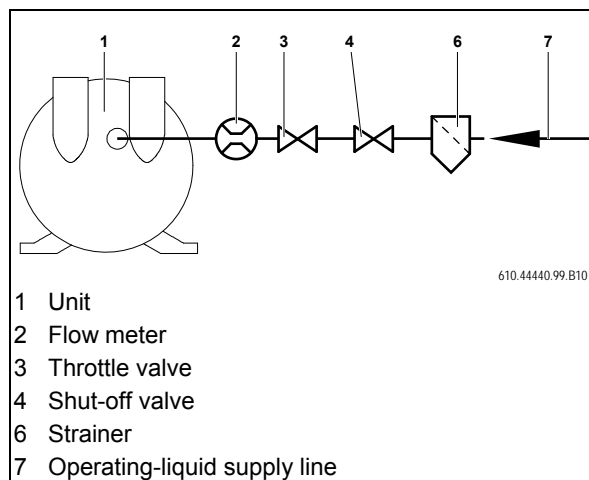 1 2 3 4 6 7
610.44440.99.B10
1 Unit
2 Flow meter
3 Throttle valve
4 Shut-off valve
6 Strainer
7 Operating-liquid supply line